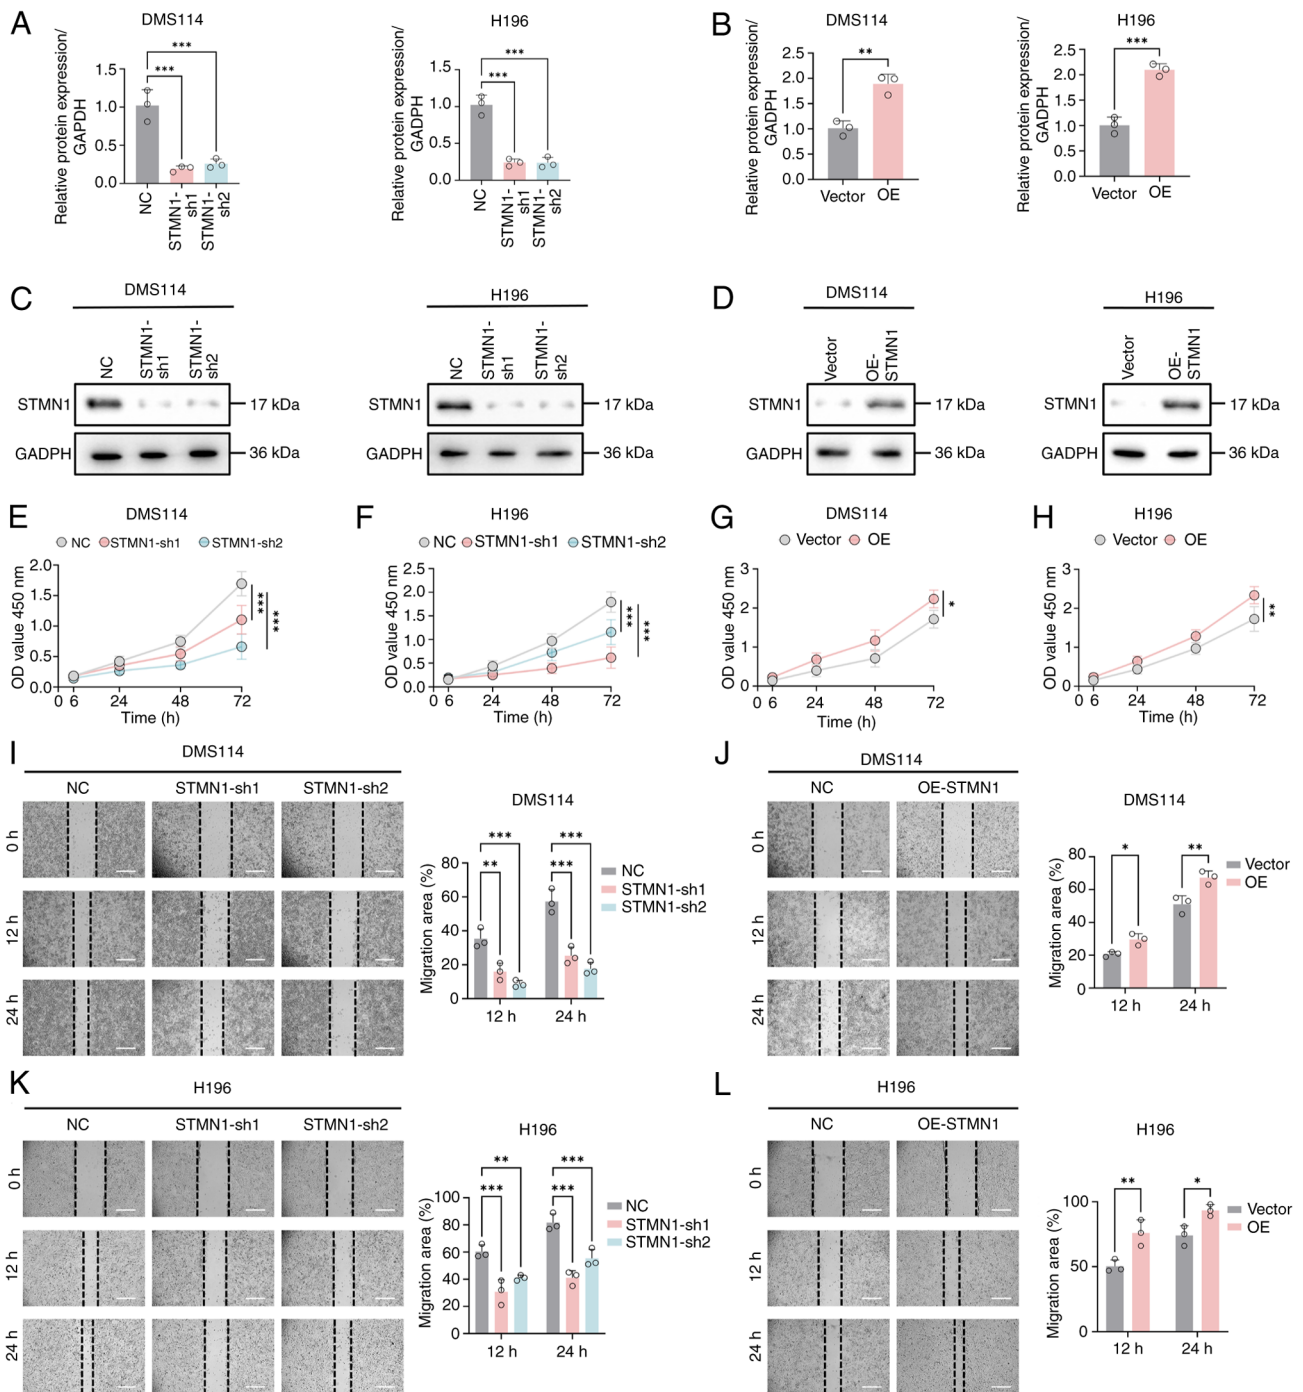 A
DMS114
Relative protein expression/
GAPDH
1.5
1.0
0.5
0.0
***
***
NC
STMN1-
sh1
STMN1-
sh2
H196
Relative protein expression/
GADPH
1.5
1.0
0.5
0.0
***
***
NC
STMN1-
sh1
STMN1-
sh2
B
DMS114
Relative protein expression/
GADPH
2.5
2.0
1.5
1.0
0.5
0.0
**
Vector OE
H196
Relative protein expression/
GADPH
2.5
2.0
1.5
1.0
0.5
0.0
***
Vector OE
C
DMS114
NC
STMN1-
sh1
STMN1-
sh2
STMN1
17 kDa
GADPH
36 kDa
H196
NC
STMN1-
sh1
STMN1-
sh2
STMN1
17 kDa
GADPH
36 kDa
D
DMS114
Vector
OE-
STMN1
STMN1
17 kDa
GADPH
36 kDa
H196
Vector
OE-
STMN1
STMN1
17 kDa
GADPH
36 kDa
E
DMS114
NC STMN1-sh1 STMN1-sh2
OD value 450 nm
2.0
1.5
1.0
0.5
0.0
0 6 24 48 72
Time (h)
***
***
F
H196
NC STMN1-sh1 STMN1-sh2
OD value 450 nm
2.5
2.0
1.5
1.0
0.5
0.0
0 6 24 48 72
Time (h)
***
***
G
DMS114
Vector OE
OD value 450 nm
3
2
1
0
0 6 24 48 72
Time (h)
*
H
H196
Vector OE
OD value 450 nm
3
2
1
0
0 6 24 48 72
Time (h)
**
I
DMS114
NC STMN1-sh1 STMN1-sh2
0 h
12 h
24 h
DMS114
Migration area (%)
80
60
40
20
0
*** ***
** ***
12 h 24 h
NC
STMN1-sh1
STMN1-sh2
J
DMS114
NC OE-STMN1
0 h
12 h
24 h
DMS114
Migration area (%)
80
60
40
20
0
* **
12 h 24 h
Vector
OE
K
H196
NC STMN1-sh1 STMN1-sh2
0 h
12 h
24 h
H196
Migration area (%)
100
80
60
40
20
0
** ***
*** ***
12 h 24 h
NC
STMN1-sh1
STMN1-sh2
L
H196
NC OE-STMN1
0 h
12 h
24 h
H196
Migration area (%)
100
50
0
** *
12 h 24 h
Vector
OE